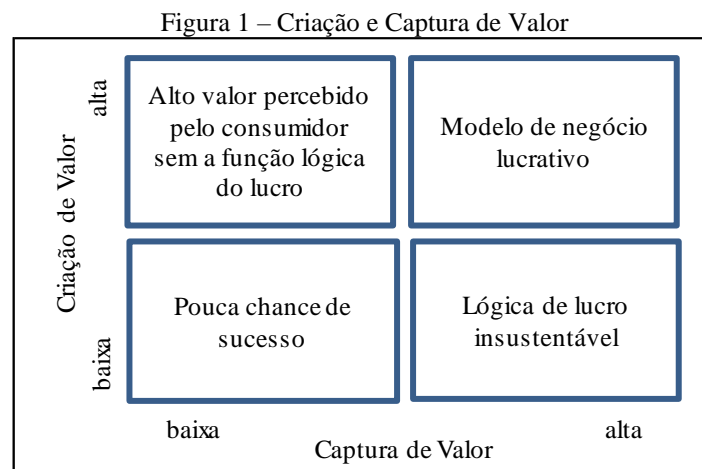 Figura 1 – Criação e Captura de Valor
alta
Alto valor percebido
pelo consumidor
sem a função lógica
do lucro
Modelo de negócio
lucrativo
Criação de Valor
Pouca chance de
sucesso
Lógica de lucro
insustentável
baixa
baixa
alta
Captura de Valor